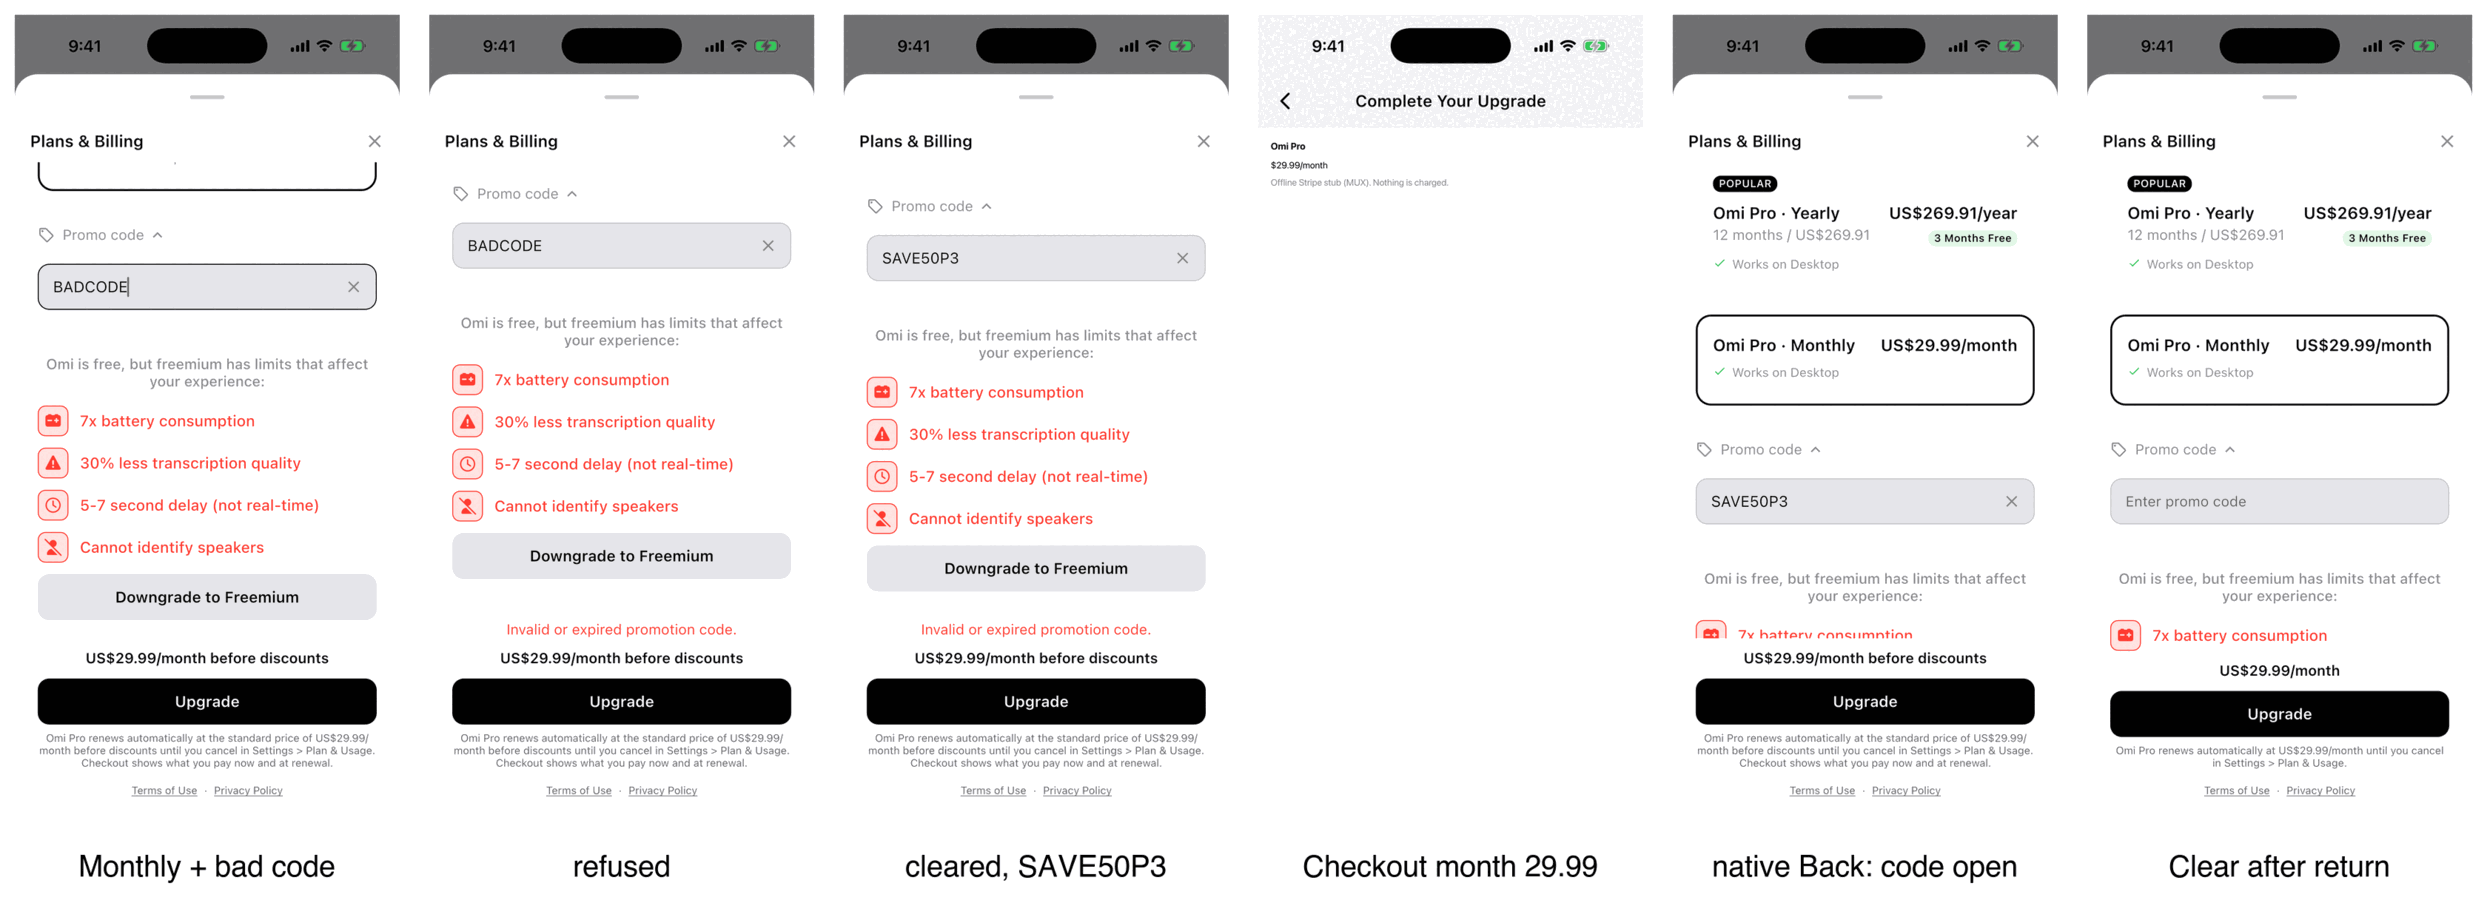 9:41
Plans & Billing
Promo code
BADCODE
Omi is free, but freemium has limits that affect
your experience:
7x battery consumption
30% less transcription quality
5-7 second delay (not real-time)
Cannot identify speakers
Downgrade to Freemium
US$29.99/month before discounts
Upgrade
Omi Pro renews automatically at the standard price of US$29.99/
month before discounts until you cancel in Settings > Plan & Usage.
Checkout shows what you pay now and at renewal.
Terms of Use · Privacy Policy
Monthly + bad code
9:41
Plans & Billing
Promo code
BADCODE
Omi is free, but freemium has limits that affect
your experience:
7x battery consumption
30% less transcription quality
5-7 second delay (not real-time)
Cannot identify speakers
Downgrade to Freemium
Invalid or expired promotion code.
US$29.99/month before discounts
Upgrade
Omi Pro renews automatically at the standard price of US$29.99/
month before discounts until you cancel in Settings > Plan & Usage.
Checkout shows what you pay now and at renewal.
Terms of Use · Privacy Policy
refused
9:41
Plans & Billing
Promo code
SAVE50P3
Omi is free, but freemium has limits that affect
your experience:
7x battery consumption
30% less transcription quality
5-7 second delay (not real-time)
Cannot identify speakers
Downgrade to Freemium
Invalid or expired promotion code.
US$29.99/month before discounts
Upgrade
Omi Pro renews automatically at the standard price of US$29.99/
month before discounts until you cancel in Settings > Plan & Usage.
Checkout shows what you pay now and at renewal.
Terms of Use · Privacy Policy
cleared, SAVE50P3
9:41
Complete Your Upgrade
Omi Pro
$29.99/month
Offline Stripe stub (MUX). Nothing is charged.
Checkout month 29.99
9:41
Plans & Billing
POPULAR
Omi Pro · Yearly US$269.91/year
12 months / US$269.91 3 Months Free
Works on Desktop
Omi Pro · Monthly US$29.99/month
Works on Desktop
Promo code
SAVE50P3
Omi is free, but freemium has limits that affect
your experience:
7x battery consumption
US$29.99/month before discounts
Upgrade
Omi Pro renews automatically at the standard price of US$29.99/
month before discounts until you cancel in Settings > Plan & Usage.
Checkout shows what you pay now and at renewal.
Terms of Use · Privacy Policy
native Back: code open
9:41
Plans & Billing
POPULAR
Omi Pro · Yearly US$269.91/year
12 months / US$269.91 3 Months Free
Works on Desktop
Omi Pro · Monthly US$29.99/month
Works on Desktop
Promo code
Enter promo code
Omi is free, but freemium has limits that affect
your experience:
7x battery consumption
US$29.99/month
Upgrade
Omi Pro renews automatically at US$29.99/month until you cancel
in Settings > Plan & Usage.
Terms of Use · Privacy Policy
Clear after return